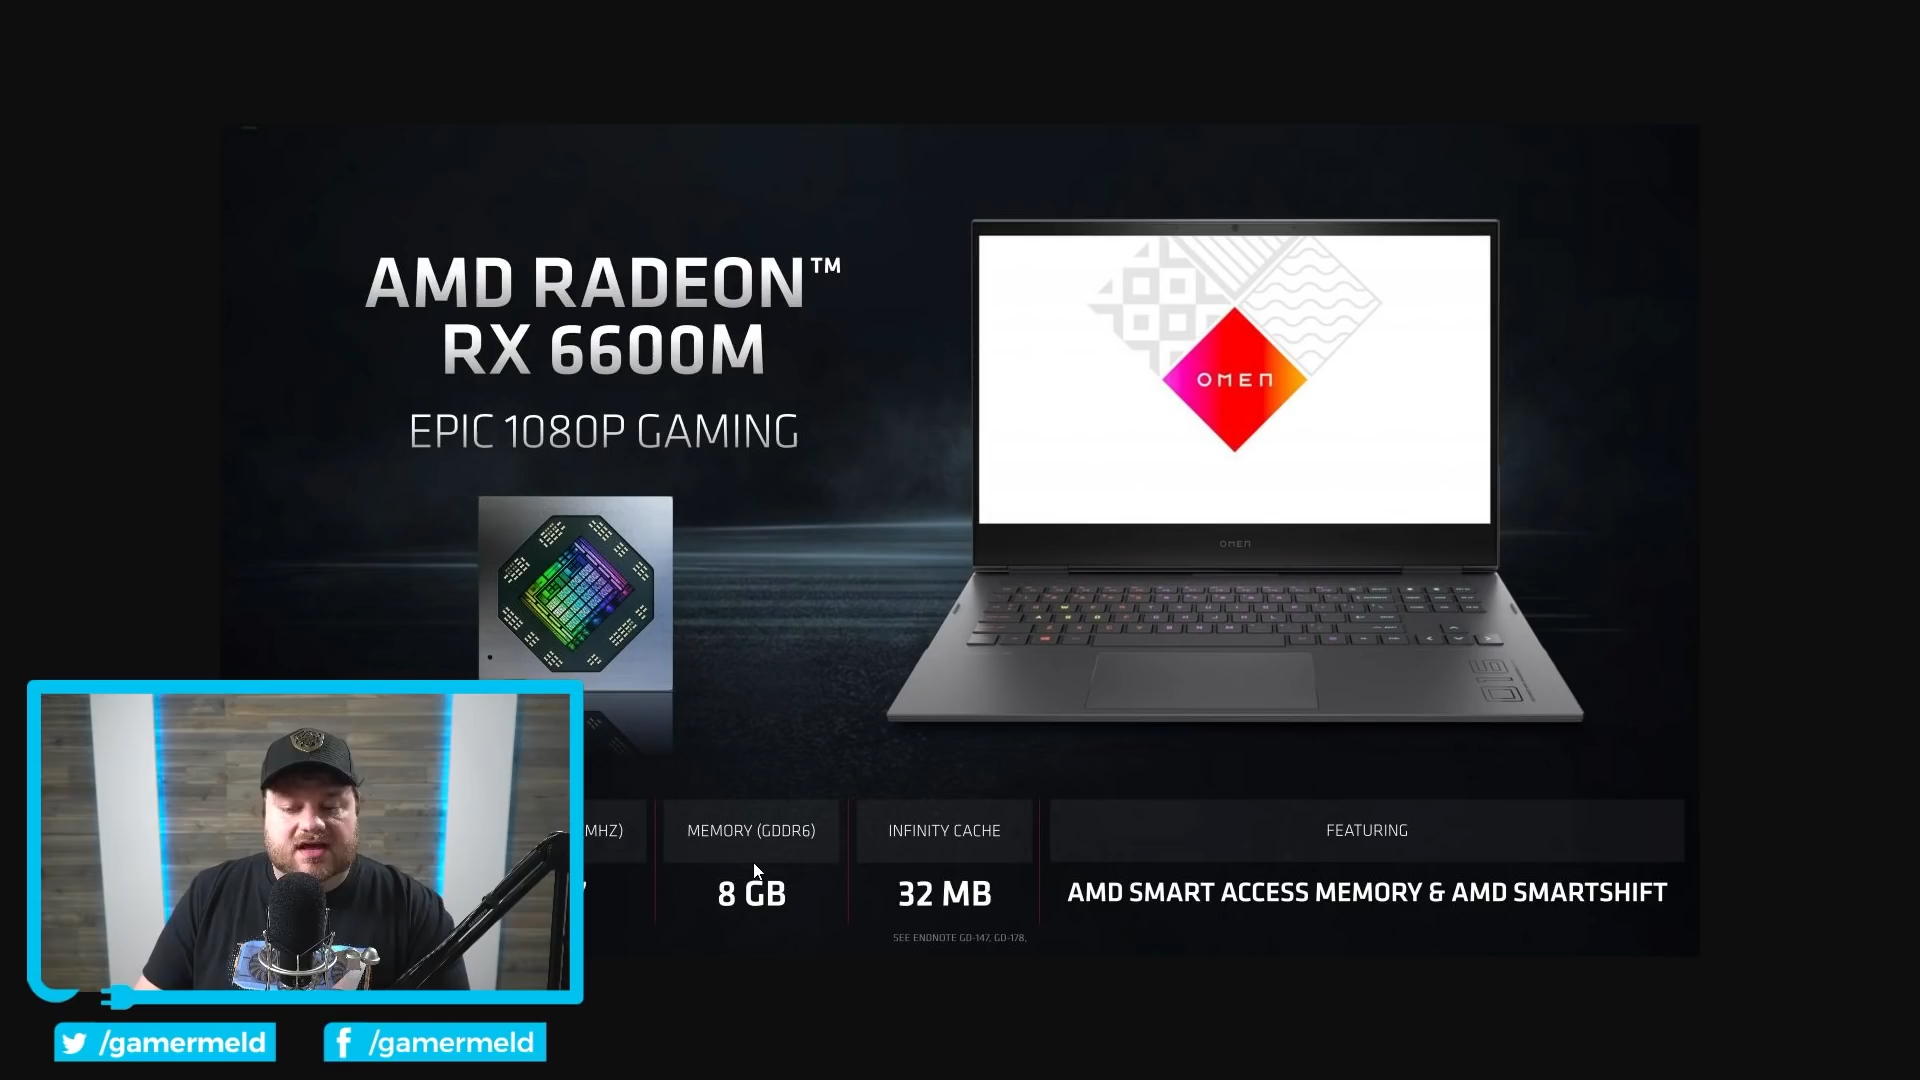 AMD RADEON™
RX 6600M
EPIC 1080P GAMING
OMEN
OMEN
MHZ)
MEMORY (GDDR6)
INFINITY CACHE
FEATURING
8 GB
32 MB
AMD SMART ACCESS MEMORY & AMD SMARTSHIFT
SEE ENDNOTE GD-147, GD-178,
/gamermeld
/gamermeld